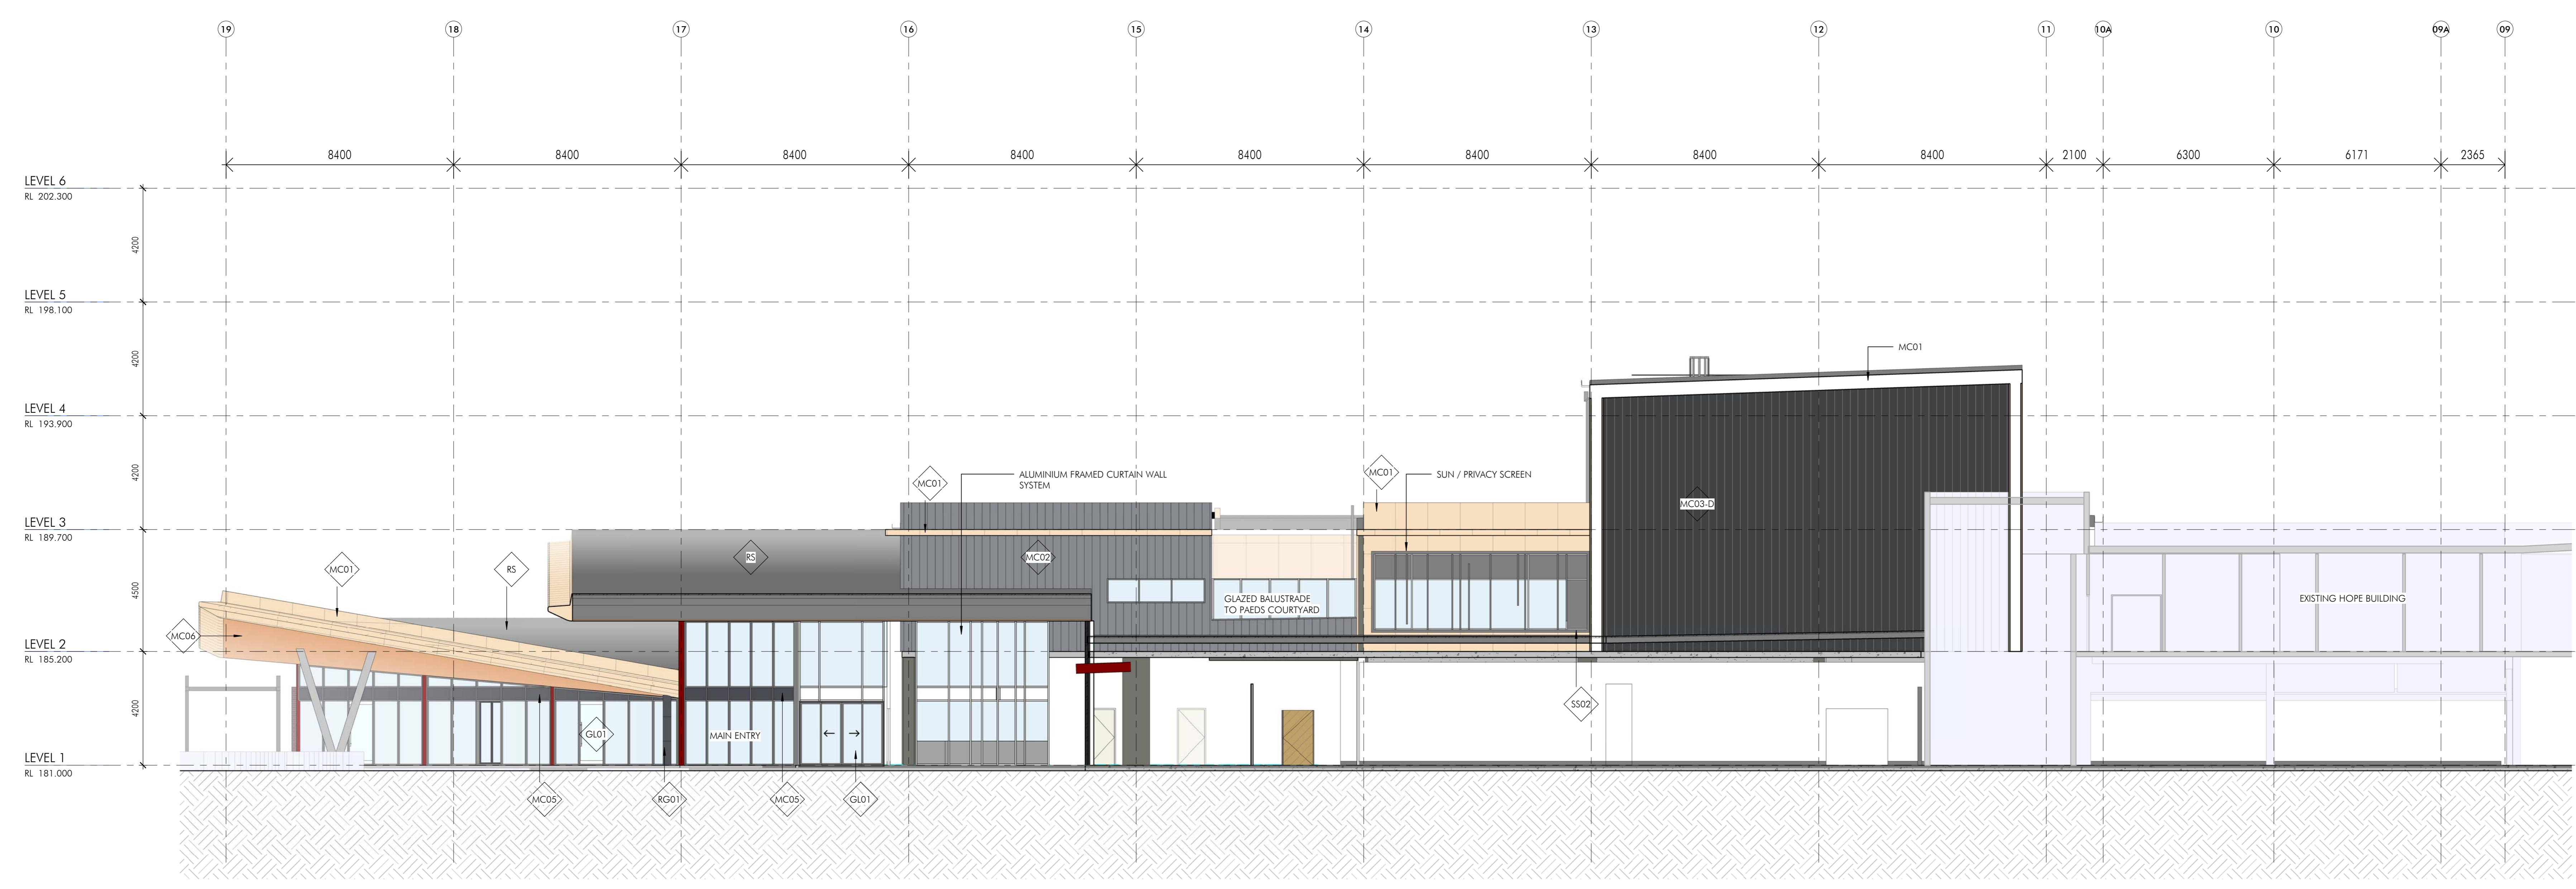 19
18
17
16
15
14
13
12
11
10A
10
09A
09
8400
8400
8400
8400
8400
8400
8400
8400
2100
6300
6171
2365
LEVEL 6
RL 202.300
4200
LEVEL 5
RL 198.100
4200
MC01
LEVEL 4
RL 193.900
4200
MC01
ALUMINIUM FRAMED CURTAIN WALL
SYSTEM
MC01
SUN / PRIVACY SCREEN
MC03-D
LEVEL 3
RL 189.700
4500
MC01
RS
RS
MC02
GLAZED BALUSTRADE
TO PAEDS COURTYARD
EXISTING HOPE BUILDING
MC06
LEVEL 2
RL 185.200
4200
GL01
MAIN ENTRY
SS02
LEVEL 1
RL 181.000
MC05
RG01
MC05
GL01